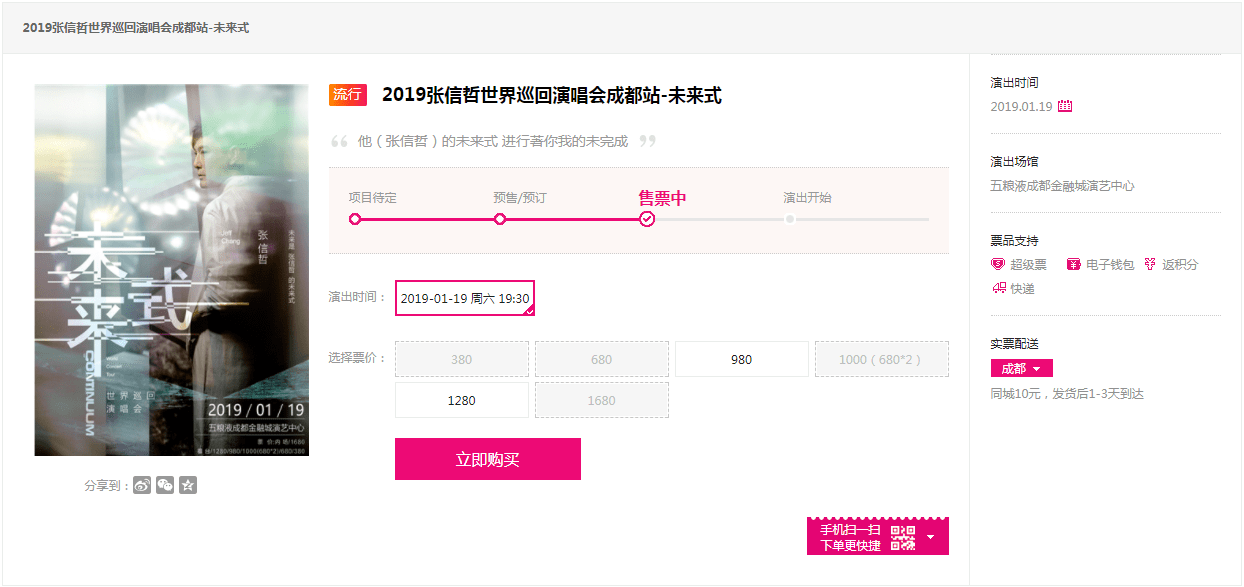 2019张信哲世界巡回演唱会成都站-未来式
流行 2019张信哲世界巡回演唱会成都站-未来式
“ 他（张信哲）的未来式 进行著你我的未完成 ”
项目待定 预售/预订 售票中 演出开始
演出时间： 2019-01-19 周六 19:30
选择票价： 380 680 980 1000（680*2）
1280 1680
立即购买
未来式
Jeff Chang
张信哲
未来是 张信哲 的未来式
CONTINUUM
世界巡回
演唱会
2019 / 01 / 19
五粮液成都金融城演艺中心
分享到：
手机扫一扫
下单更快捷
演出时间
2019.01.19
演出场馆
五粮液成都金融城演艺中心
票品支持
超级票 电子钱包 返积分
快递
实票配送
成都
同城10元，发货后1-3天到达